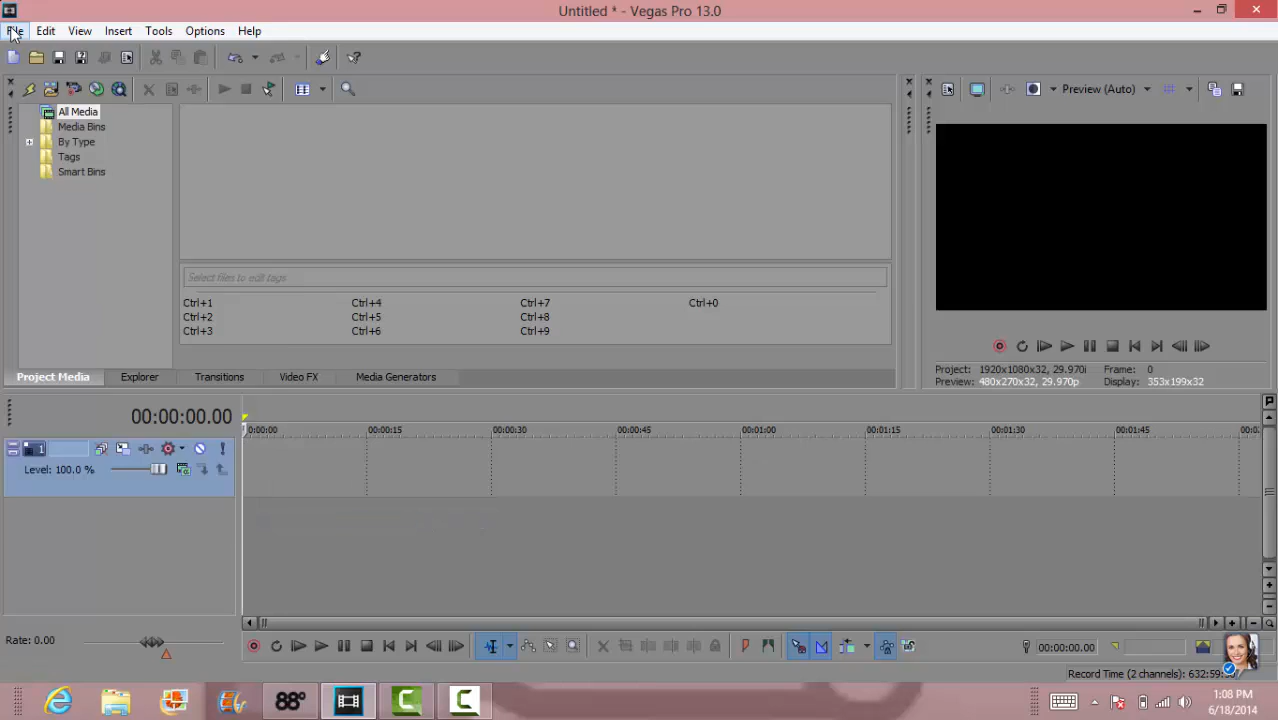 Untitled * - Vegas Pro 13.0
File Edit View Insert Tools Options Help
Preview (Auto)
All Media
Media Bins
By Type
Tags
Smart Bins
Select files to edit tags
Ctrl+1 Ctrl+4 Ctrl+7 Ctrl+0
Ctrl+2 Ctrl+5 Ctrl+8
Ctrl+3 Ctrl+6 Ctrl+9
Project: 1920x1080x32, 29.970i Frame: 0
Preview: 480x270x32, 29.970p Display: 353x199x32
Project Media Explorer Transitions Video FX Media Generators
00:00:00.00
0:00:00 00:00:15 00:00:30 00:00:45 00:01:00 00:01:15 00:01:30 00:01:45
1
Level: 100.0 %
Rate: 0.00
00:00:00.00
Record Time (2 channels): 632:59:
88°
1:08 PM
6/18/2014